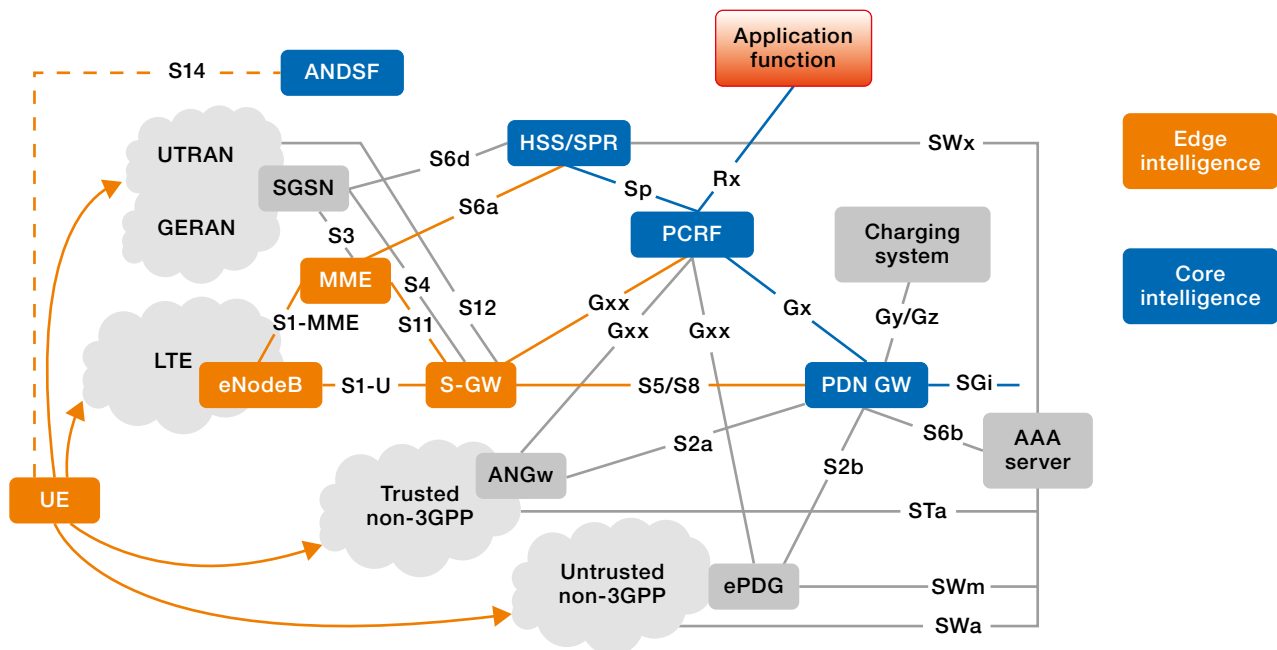 Application
function
S14
ANDSF
Edge
intelligence
UTRAN
HSS/SPR
SWx
S6d
SGSN
Sp
Rx
S6a
GERAN
S3
PCRF
Charging
system
Core
intelligence
MME
S4
S12
Gxx
Gx
S1-MME
S11
Gxx
Gxx
Gy/Gz
LTE
eNodeB
S1-U
S-GW
S5/S8
PDN GW
SGi
S6b
AAA
server
S2a
S2b
ANGw
UE
Trusted
non-3GPP
STa
Untrusted
non-3GPP
ePDG
SWm
SWa